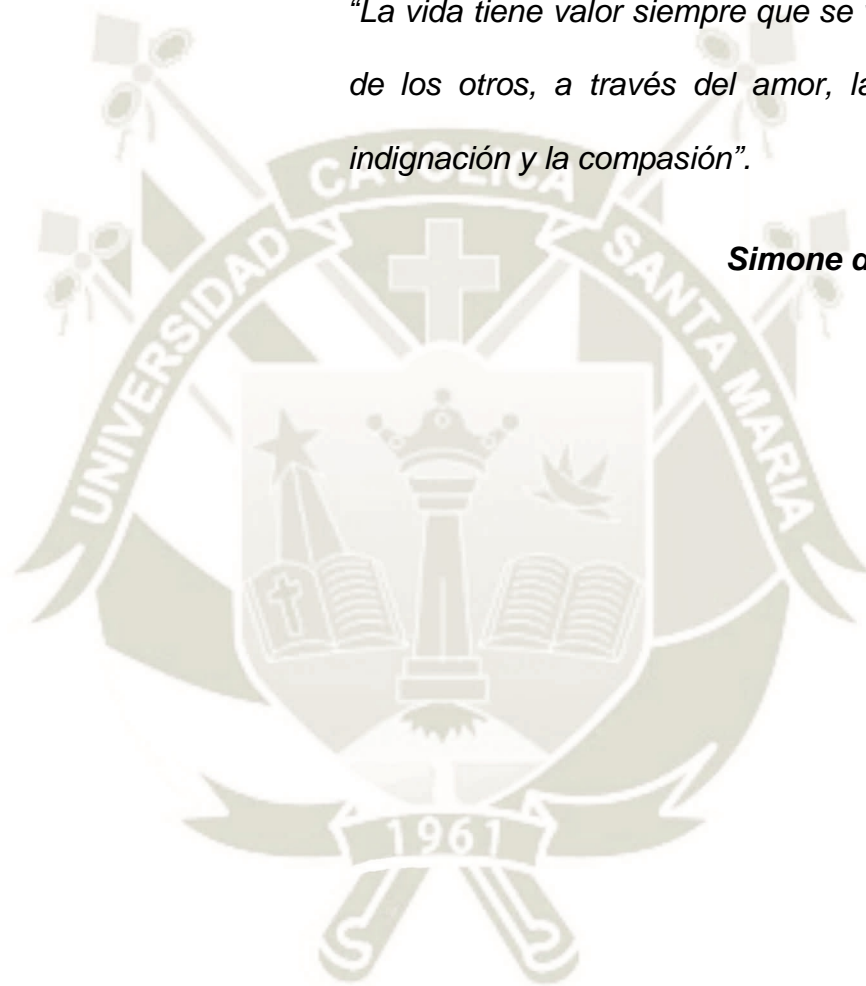 “La vida tiene valor siempre que se
de los otros, a través del amor,
indignación y la compasión”.
Simone
UNIVERSIDAD CATOLICA SANTA MARIA
1961